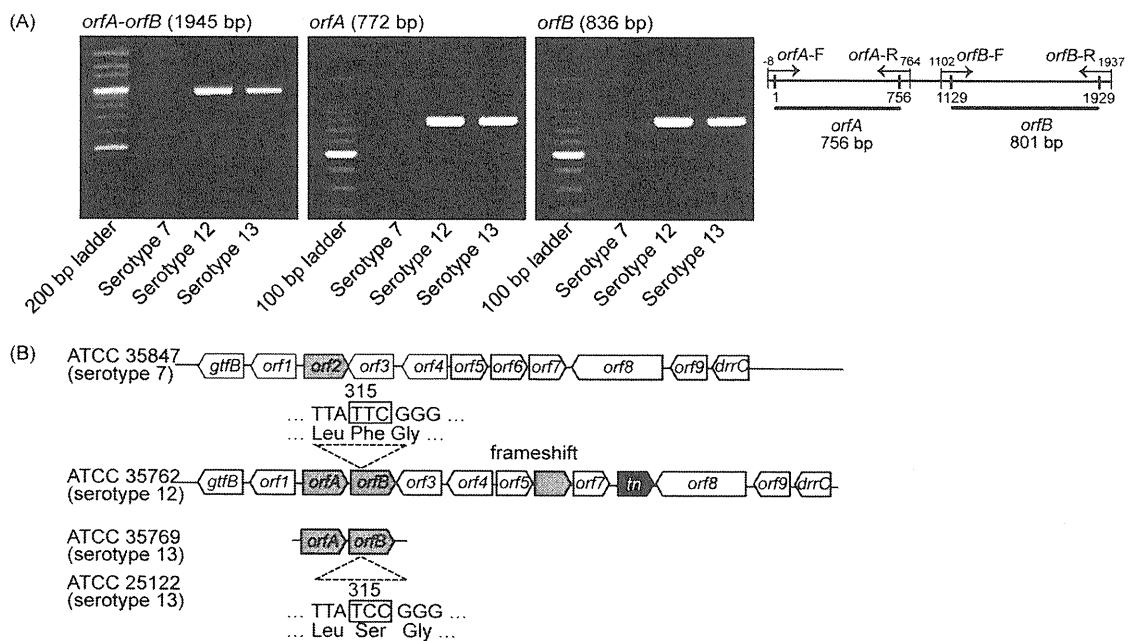 (A)
orfA-orfB (1945 bp)
orfA (772 bp)
orfB (836 bp)
200 bp ladder
Serotype 7
Serotype 12
Serotype 13
100 bp ladder
Serotype 7
Serotype 12
Serotype 13
100 bp ladder
Serotype 7
Serotype 12
Serotype 13
-8 orfA-F orfA-R 764 1102 orfB-F orfB-R 1937
1 756 1129 1929
orfA orfB
756 bp 801 bp
(B)
ATCC 35847
(serotype 7)
gtfB orf1 orf2 orf3 orf4 orf5 orf6 orf7 orf8 orf9 drrC
315
... TTA TTC GGG ...
... Leu Phe Gly ...
frameshift
ATCC 35762
(serotype 12)
gtfB orf1 orfA orfB orf3 orf4 orf5 orf7 tn orf8 orf9 drrC
ATCC 35769
(serotype 13)
orfA orfB
ATCC 25122
(serotype 13)
315
... TTA TCC GGG ...
... Leu Ser Gly ...